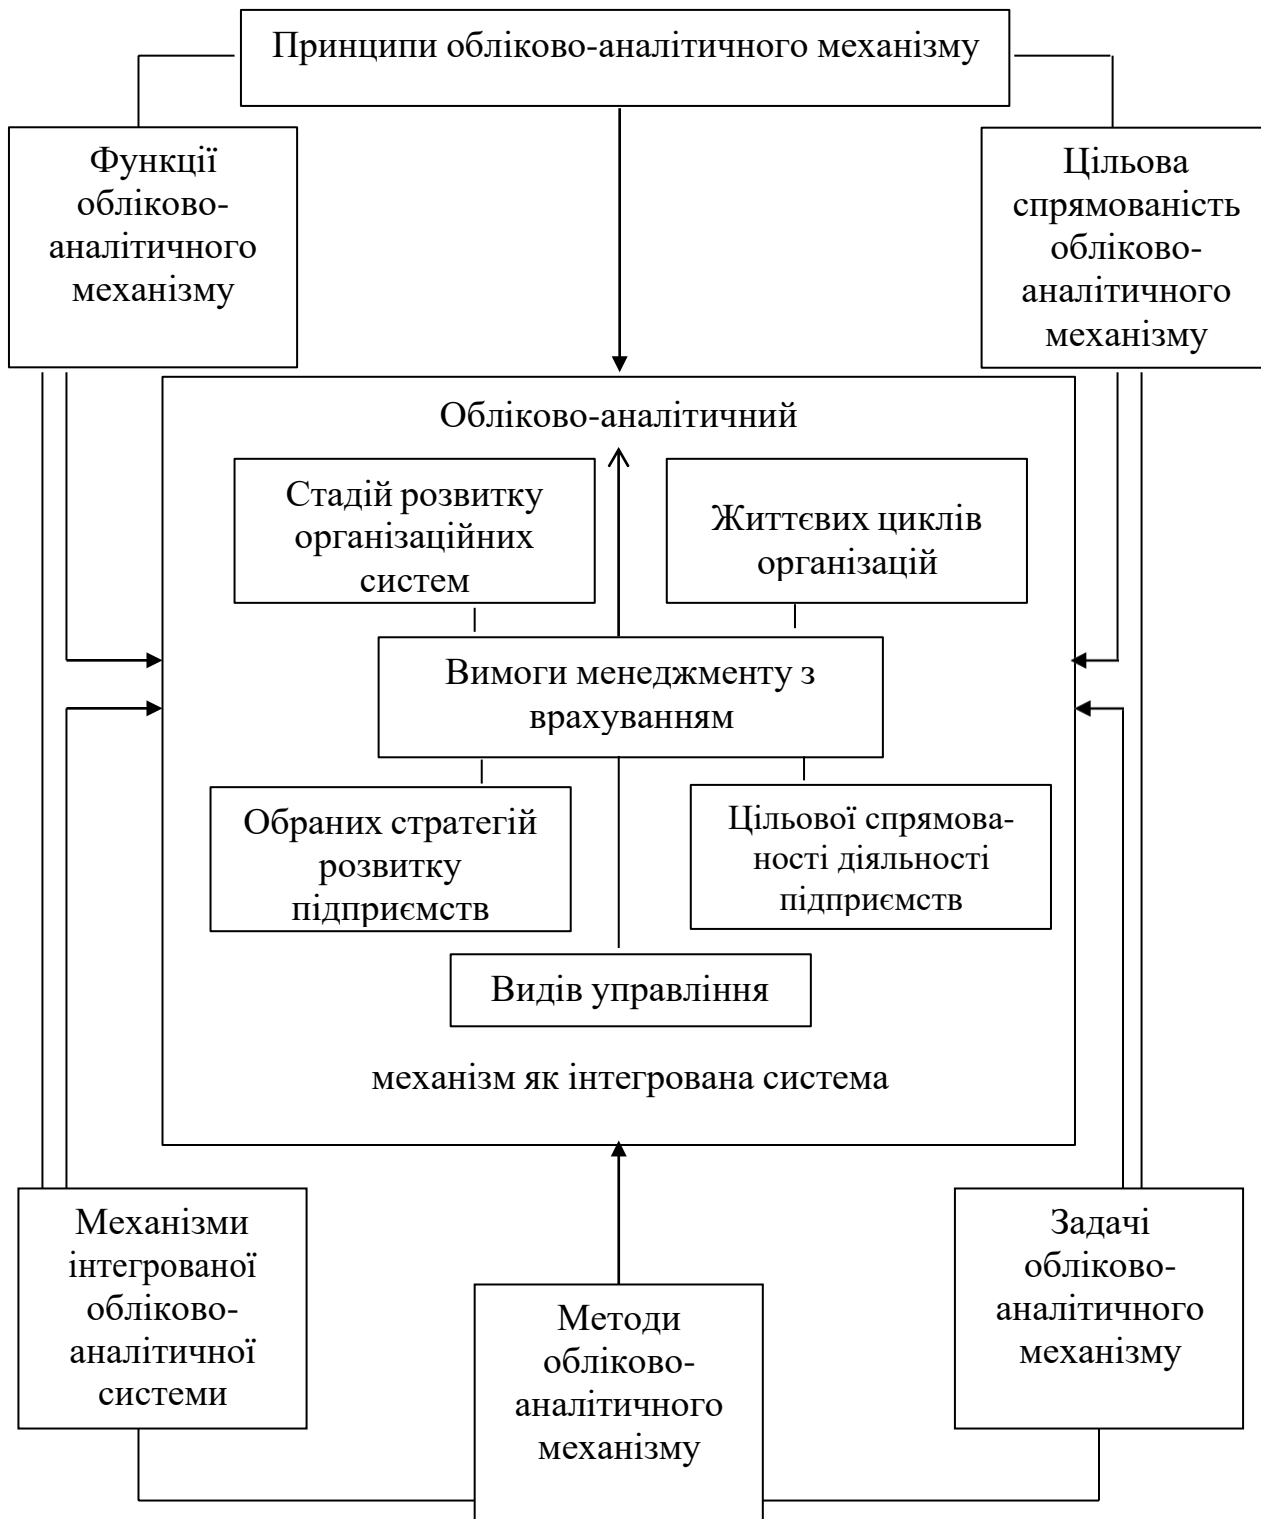 Принципи обліково-аналітичного механізму
Функції
обліково-
аналітичного
механізму
Цільова
спрямованість
обліково-
аналітичного
механізму
Обліково-аналітичний
Стадій розвитку
організаційних
систем
Життєвих циклів
організацій
Вимоги менеджменту з
врахуванням
Обраних стратегій
розвитку
підприємств
Цільової спрямова-
ності діяльності
підприємств
Видів управління
механізм як інтегрована система
Механізми
інтегрованої
обліково-
аналітичної
системи
Методи
обліково-
аналітичного
механізму
Задачі
обліково-
аналітичного
механізму